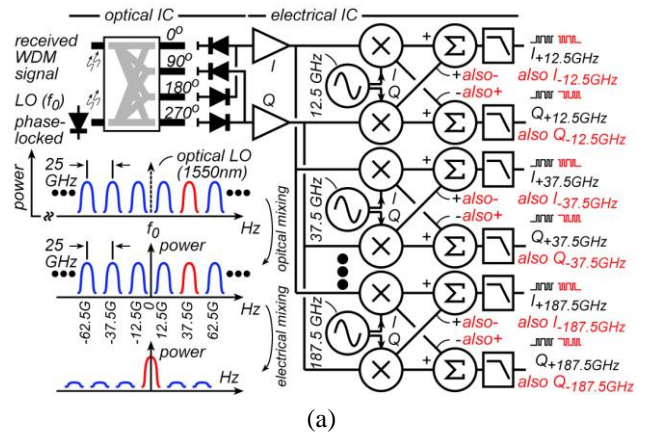 optical IC
electrical IC
received
WDM
signal
LO (f0)
phase-
locked
0°
90°
180°
270°
I
Q
12.5 GHz
I
Q
+
Σ
+also-
-also+
+
Σ
I+12.5GHz
also I-12.5GHz
Q+12.5GHz
also Q-12.5GHz
37.5 GHz
I
Q
+
Σ
+also-
-also+
+
Σ
I+37.5GHz
also I-37.5GHz
Q+37.5GHz
also Q-37.5GHz
187.5 GHz
I
Q
+
Σ
+also-
-also+
+
Σ
I+187.5GHz
also I-187.5GHz
Q+187.5GHz
also Q-187.5GHz
power
25
GHz
optical LO
(1550nm)
Hz
f0
opitcal mixing
25
GHz
power
Hz
-62.5G
-37.5G
-12.5G
0
12.5G
37.5G
62.5G
electrical mixing
power
Hz
(a)